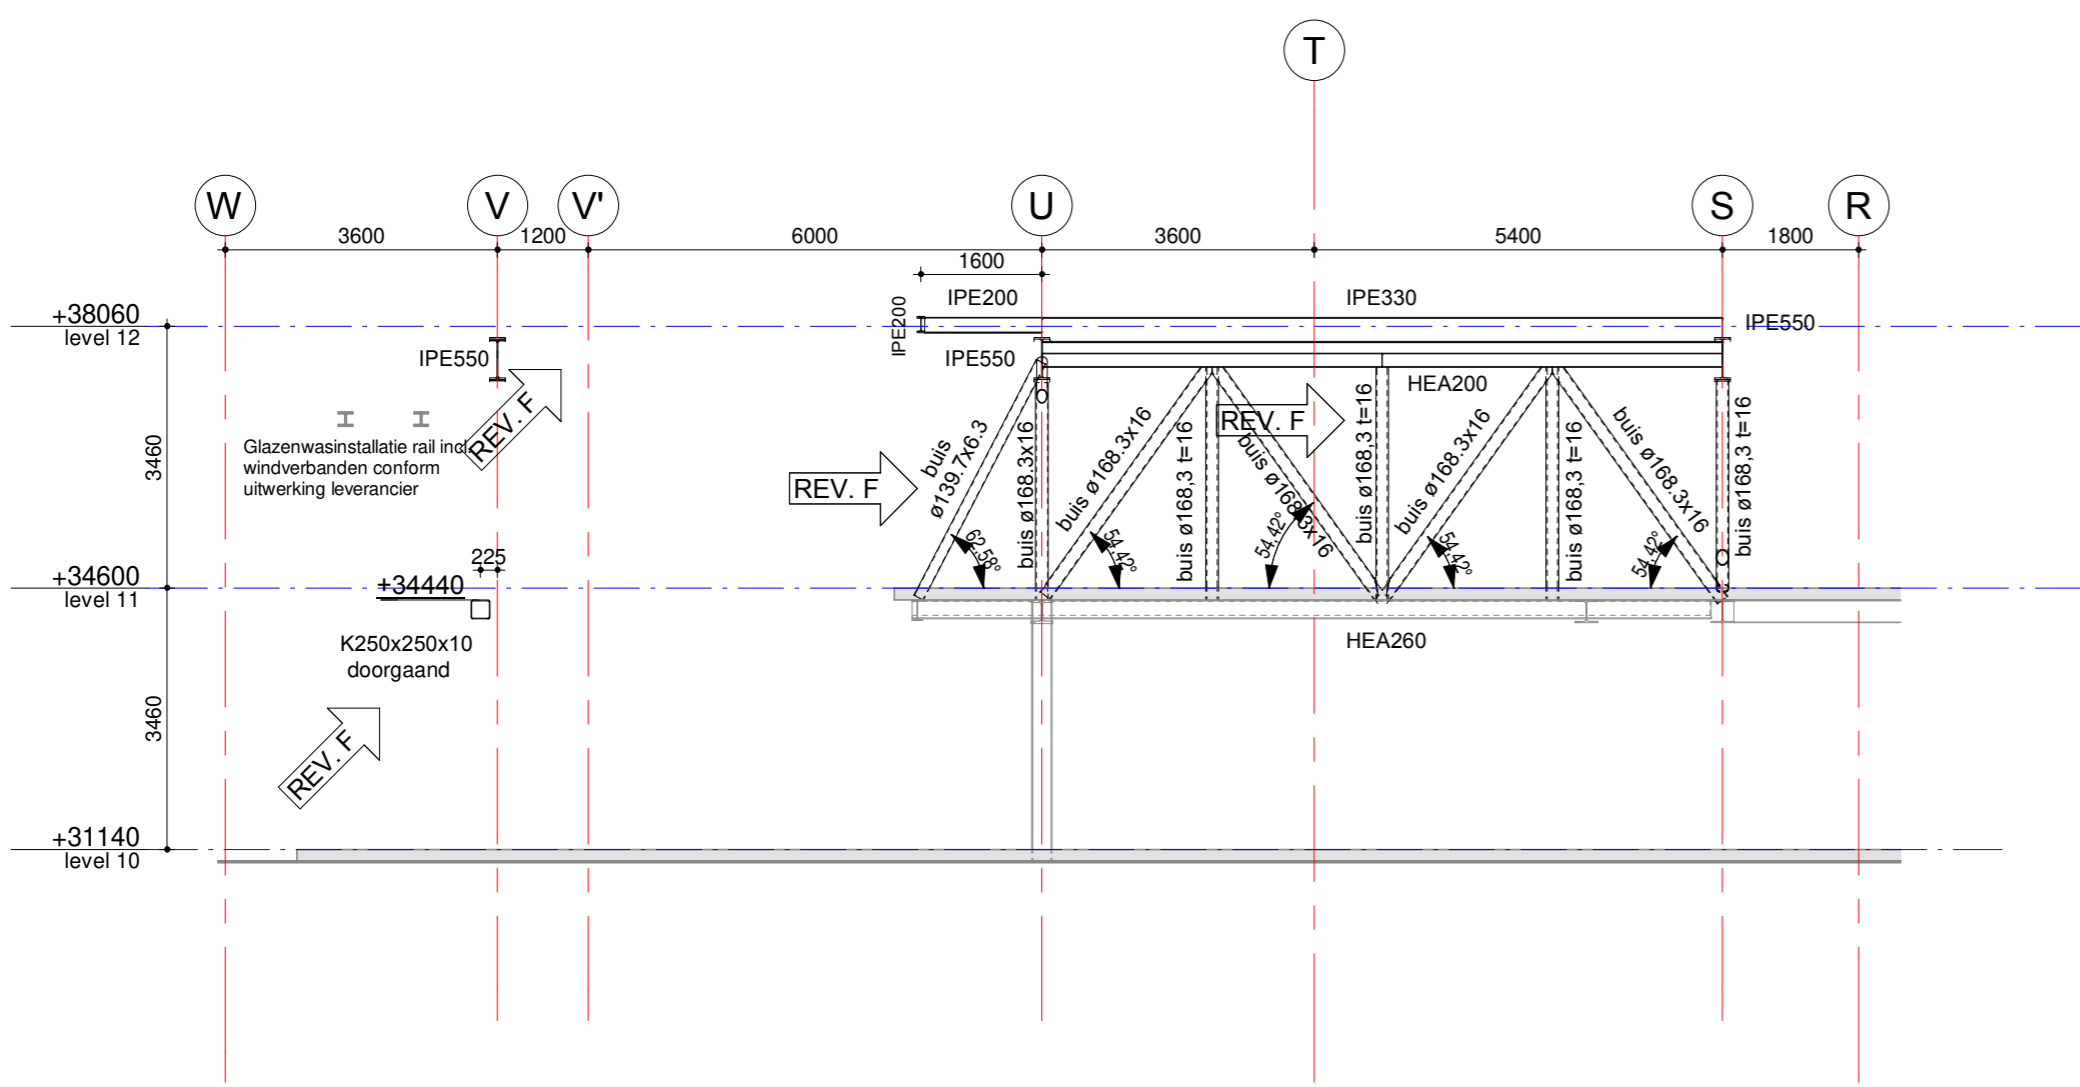 T
W
V
V'
U
S
R
3600
1200
6000
3600
5400
1800
1600
IPE200
IPE330
+38060
level 12
IPE200
IPE550
IPE550
IPE550
HEA200
REV. F
REV. F
Glazenwasinstallatie rail incl.
windverbanden conform
uitwerking leverancier
3460
REV. F
buis
ø139.7x6.3
buis ø168.3x16
buis ø168.3x16
buis ø168,3 t=16
buis ø168.3x16
buis ø168,3 t=16
buis ø168.3x16
buis ø168,3 t=16
buis ø168.3x16
buis ø168,3 t=16
62,58°
54,42°
54,42°
54,42°
54,42°
225
+34600
level 11
+34440
K250x250x10
doorgaand
HEA260
3460
REV. F
+31140
level 10